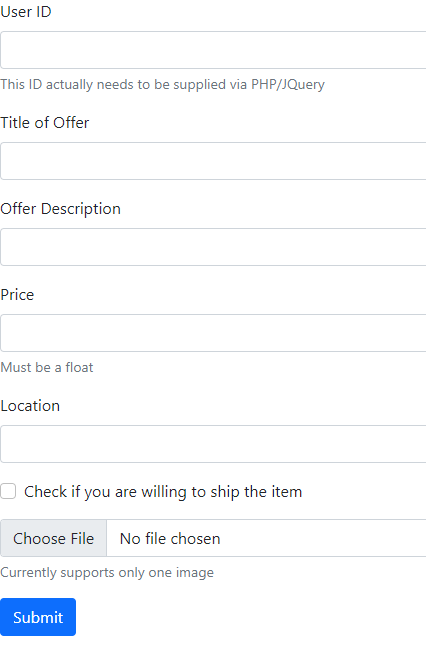 User ID
This ID actually needs to be supplied via PHP/JQuery
Title of Offer
Offer Description
Price
Must be a float
Location
Check if you are willing to ship the item
Choose File No file chosen
Currently supports only one image
Submit